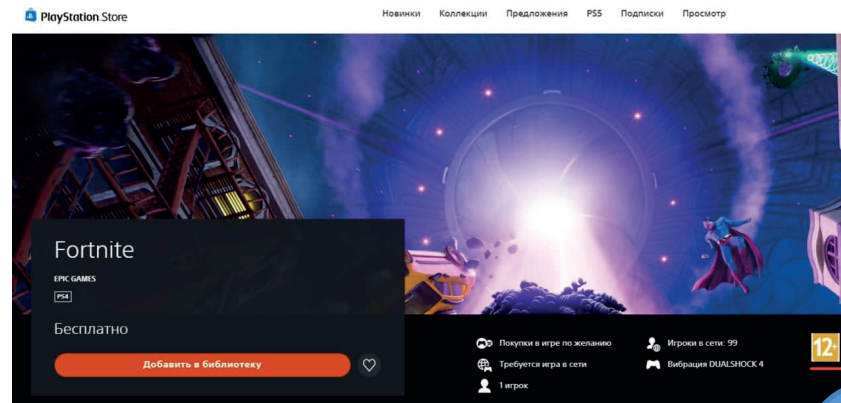 PlayStation Store
Новинки Коллекции Предложения PS5 Подписки Просмотр
Fortnite
EPIC GAMES
PS4
Бесплатно
Добавить в библиотеку
Покупки в игре по желанию
Требуется игра в сети
1 игрок
Игроки в сети: 99
Вибрация DUALSHOCK 4
12+